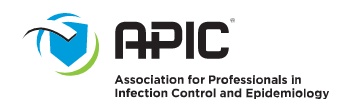 APIC®
Association for Professionals in
Infection Control and Epidemiology